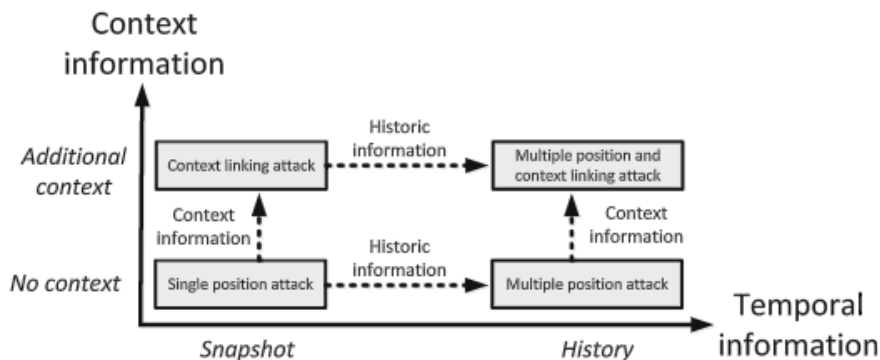 Context
information
Additional
context
Context linking attack
Historic
information
Multiple position and
context linking attack
Context
information
Context
information
No context
Single position attack
Historic
information
Multiple position attack
Snapshot
History
Temporal
information